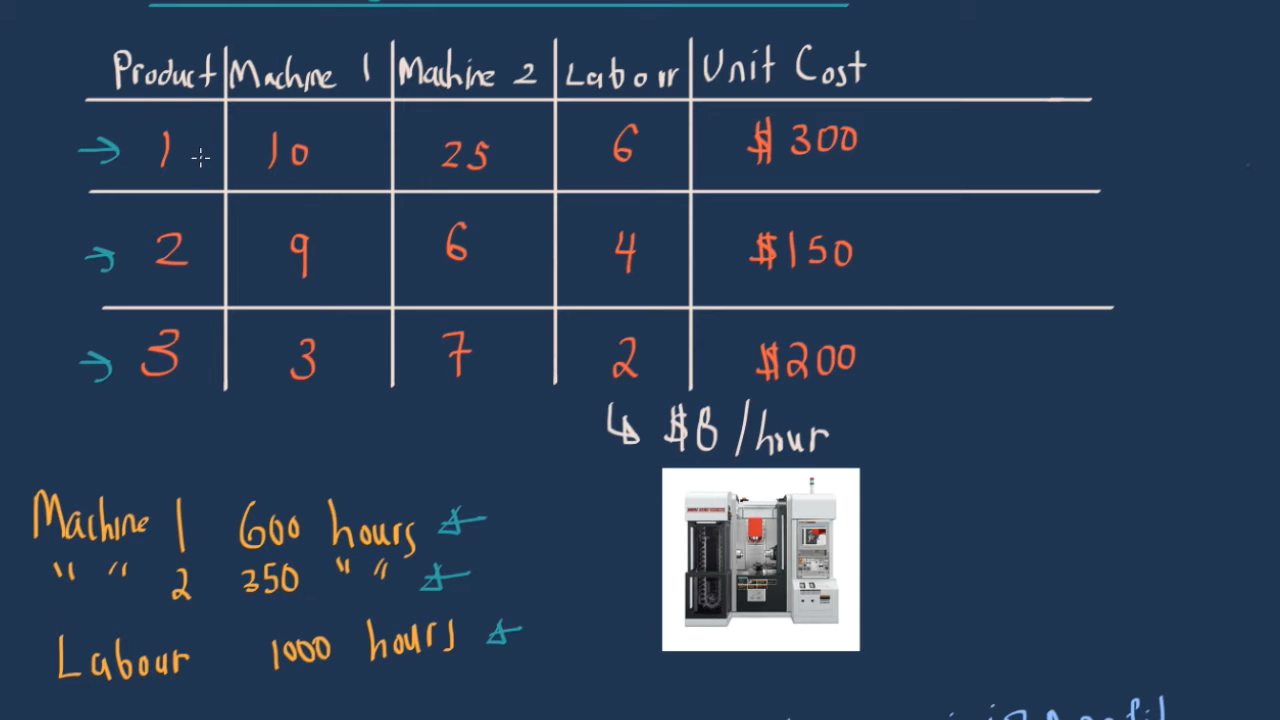 Product Machine 1 Machine 2 Labour Unit Cost
1 10 25 6 $300
2 9 6 4 $150
3 3 7 2 $200
$8/hour
Machine 1 600 hours
" " 2 350 " "
Labour 1000 hours